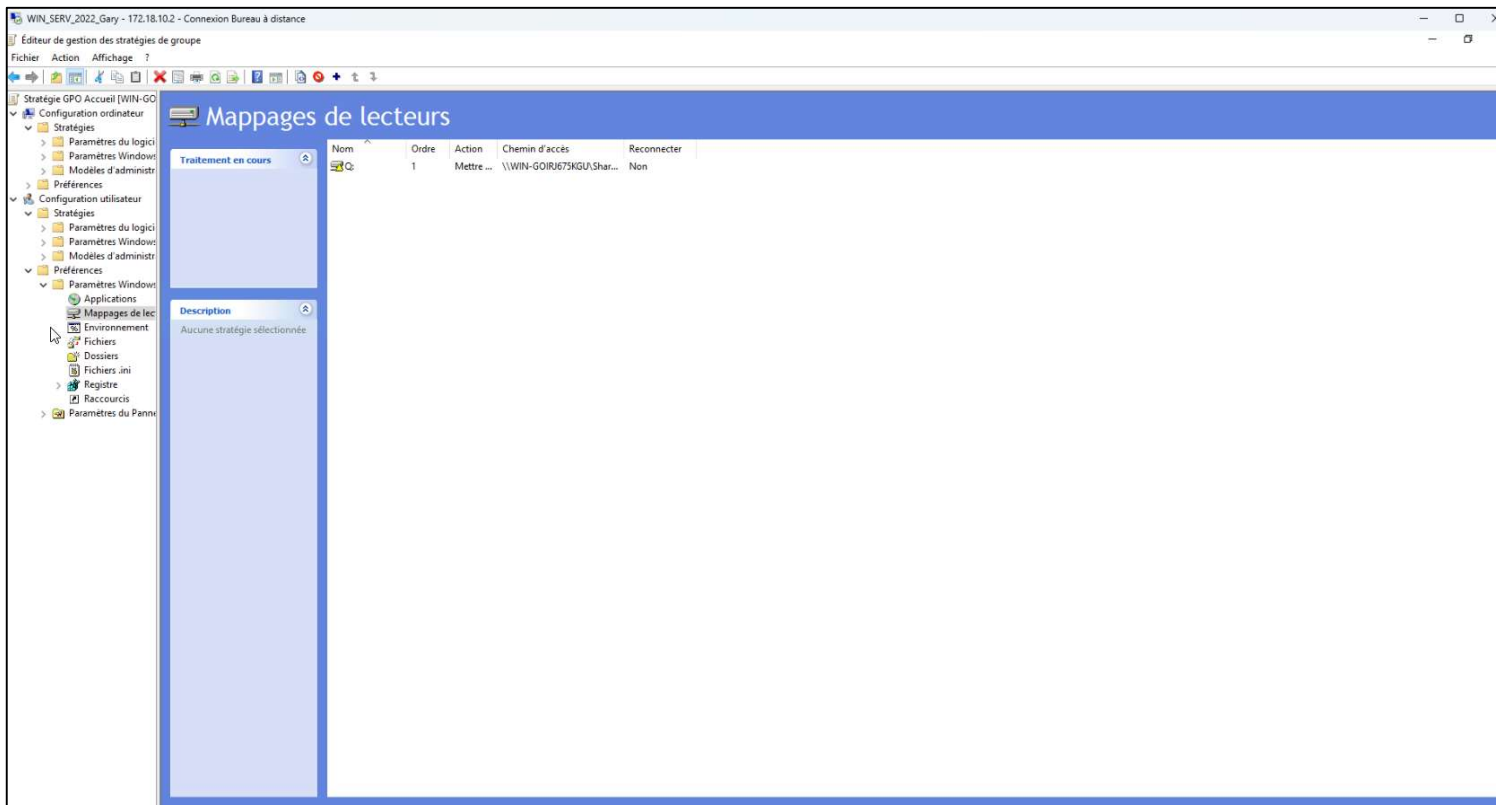 WIN_SERV_2022_Gary - 172.18.10.2 - Connexion Bureau à distance
Éditeur de gestion des stratégies de groupe
Fichier Action Affichage ?
Stratégie GPO Accueil [WIN-GO
Configuration ordinateur
Stratégies
Paramètres du logici
Paramètres Windows
Modèles d'administr
Préférences
Configuration utilisateur
Stratégies
Paramètres du logici
Paramètres Windows
Modèles d'administr
Préférences
Paramètres Windows
Applications
Mappages de lec
Environnement
Fichiers
Dossiers
Fichiers .ini
Registre
Raccourcis
Paramètres du Panne
Mappages de lecteurs
Traitement en cours
Description
Aucune stratégie sélectionnée
Nom Ordre Action Chemin d'accès Reconnecter
Q: 1 Mettre ... \\WIN-GOIRJ675KGU\Shar... Non